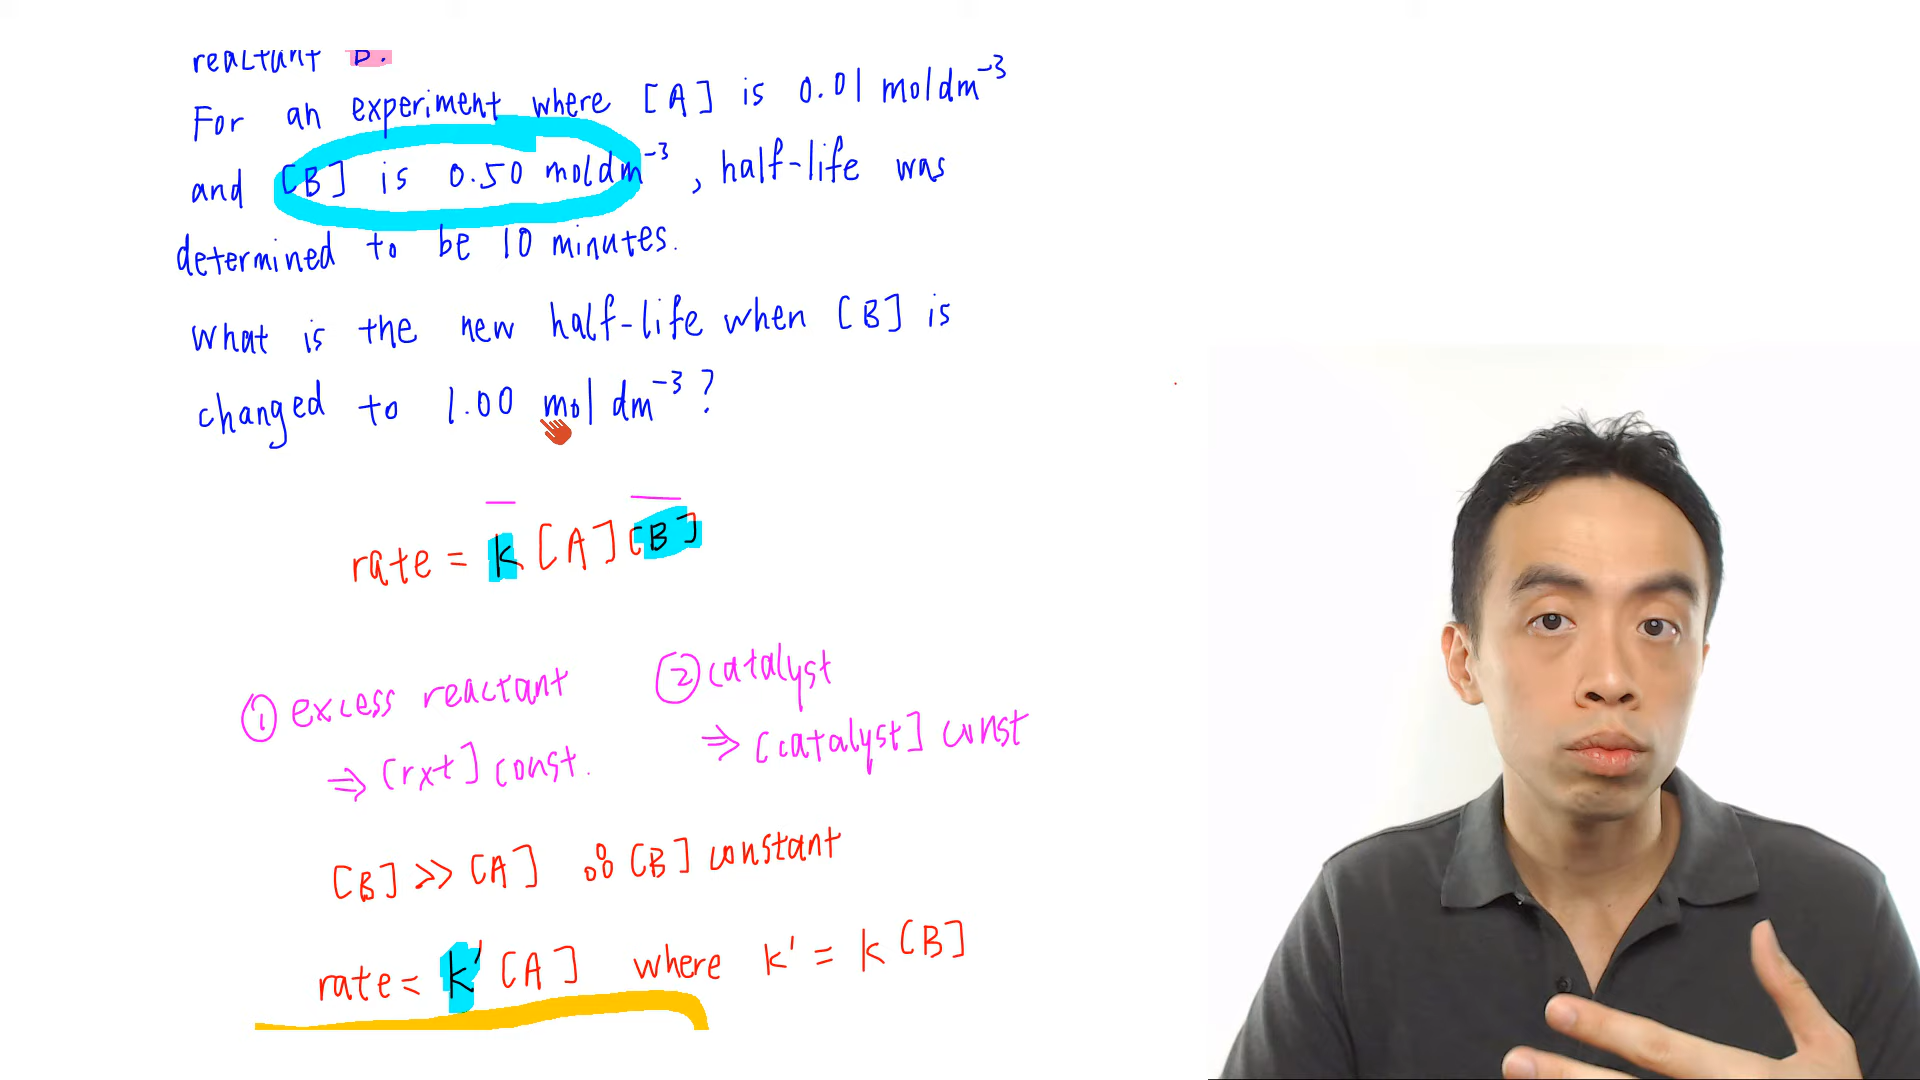 reactant B.
For an experiment where [A] is 0.01 moldm⁻³
and [B] is 0.50 moldm⁻³, half-life was
determined to be 10 minutes.
What is the new half-life when [B] is
changed to 1.00 mol dm⁻³?
rate = k [A][B]
① excess reactant
⇒ [rxt] const.
② catalyst
⇒ [catalyst] const
[B] >> [A] ∴ [B] constant
rate = k' [A] where k' = k [B]